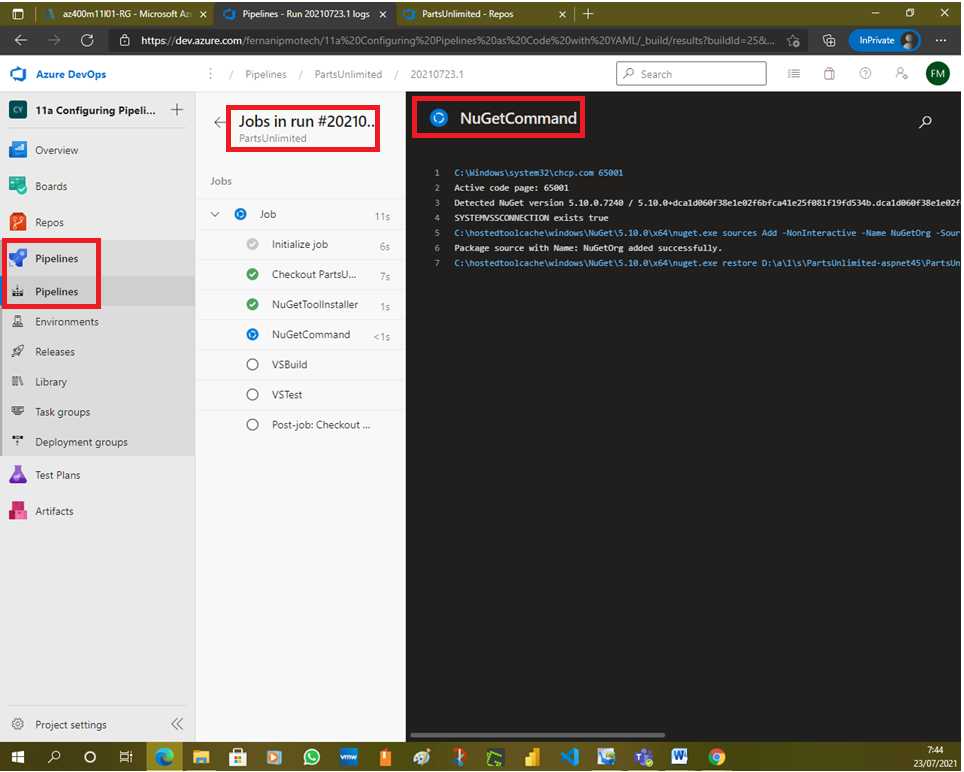 az400m11l01-RG - Microsoft Az
Pipelines - Run 20210723.1 logs
PartsUnlimited - Repos
https://dev.azure.com/fernanipmotech/11a%20Configuring%20Pipelines%20as%20Code%20with%20YAML/_build/results?buildId=25&...
InPrivate
Azure DevOps
/ Pipelines / PartsUnlimited / 20210723.1
Search
FM
CY
11a Configuring Pipeli...
Overview
Boards
Repos
Pipelines
Pipelines
Environments
Releases
Library
Task groups
Deployment groups
Test Plans
Artifacts
Project settings
Jobs in run #20210...
PartsUnlimited
Jobs
Job 11s
Initialize job 6s
Checkout PartsU... 7s
NuGetToolInstaller 1s
NuGetCommand <1s
VSBuild
VSTest
Post-job: Checkout ...
NuGetCommand
1 C:\Windows\system32\chcp.com 65001
2 Active code page: 65001
3 Detected NuGet version 5.10.0.7240 / 5.10.0+dca1d060f38e1e02f6bfca41e25f081f19fd534b.dca1d060f38e1e02f
4 SYSTEMVSSCONNECTION exists true
5 C:\hostedtoolcache\windows\NuGet\5.10.0\x64\nuget.exe sources Add -NonInteractive -Name NuGetOrg -Sour
6 Package source with Name: NuGetOrg added successfully.
7 C:\hostedtoolcache\windows\NuGet\5.10.0\x64\nuget.exe restore D:\a\1\s\PartsUnlimited-aspnet45\PartsUn
vmw
7:44
23/07/2021